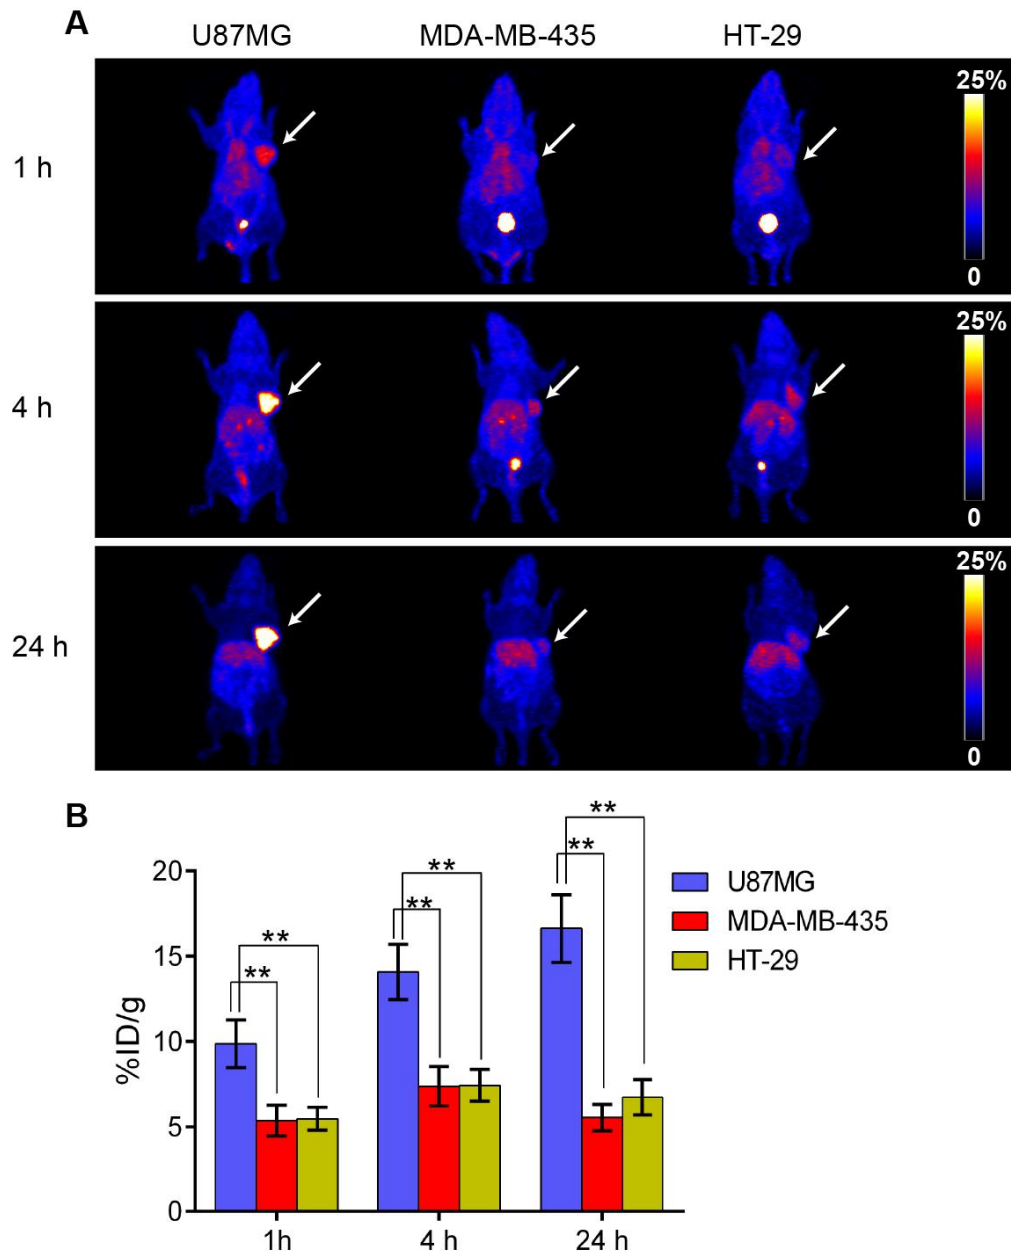 A
U87MG MDA-MB-435 HT-29
1 h
25%
0
4 h
25%
0
24 h
25%
0
B
%ID/g
20
15
10
5
0
** **
** **
** **
1h 4 h 24 h
U87MG
MDA-MB-435
HT-29